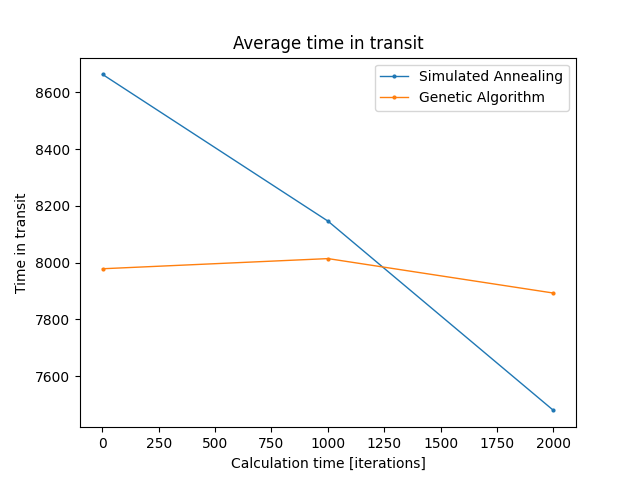 Average time in transit
Simulated Annealing
Genetic Algorithm
Time in transit
8600
8400
8200
8000
7800
7600
0 250 500 750 1000 1250 1500 1750 2000
Calculation time [iterations]